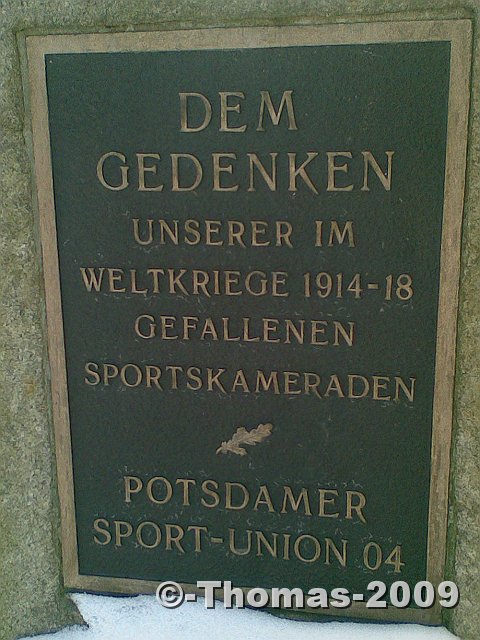 DEM
GEDENKEN
UNSERER IM
WELTKRIEGE 1914-18
GEFALLENEN
SPORTSKAMERADEN
POTSDAMER
SPORT-UNION 04
©-Thomas-2009